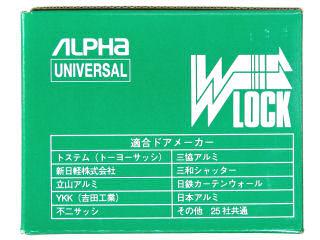 ALPHA
UNIVERSAL
W LOCK
適合ドアメーカー
トステム（トーヨーサッシ） 三協アルミ
新日軽株式会社 三和シャッター
立山アルミ 日鉄カーテンウォール
YKK（吉田工業） 日本アルミ
不二サッシ その他 25社共通